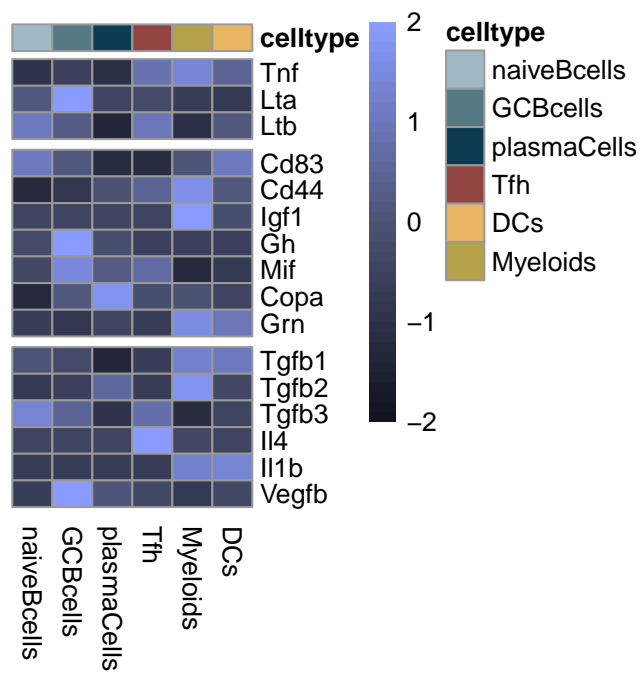 celltype
Tnf
Lta
Ltb
Cd83
Cd44
Igf1
Gh
Mif
Copa
Grn
Tgfb1
Tgfb2
Tgfb3
Il4
Il1b
Vegfb
naiveBcells
GCBcells
plasmaCells
Tfh
Myeloids
DCs
2
1
0
−1
−2
celltype
naiveBcells
GCBcells
plasmaCells
Tfh
DCs
Myeloids